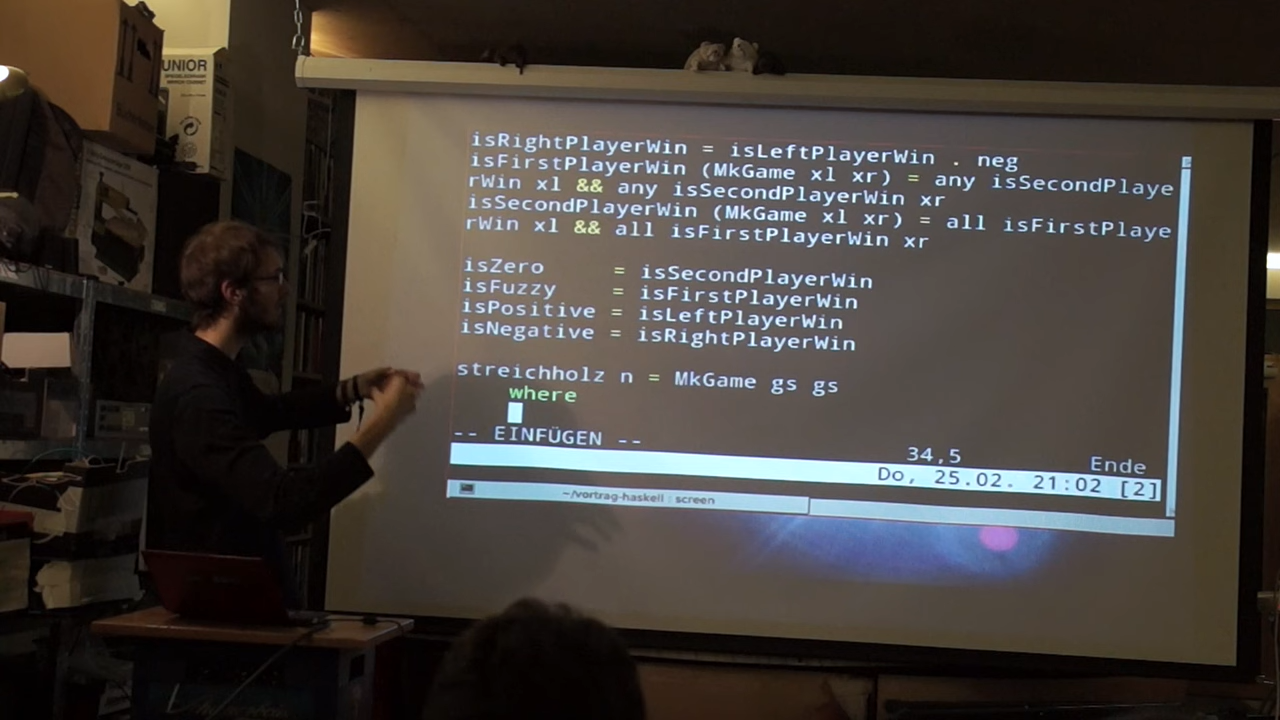 UNIOR
isRightPlayerWin = isLeftPlayerWin . neg
isFirstPlayerWin (MkGame xl xr) = any isSecondPlaye
rWin xl && any isSecondPlayerWin xr
isSecondPlayerWin (MkGame xl xr) = all isFirstPlaye
rWin xl && all isFirstPlayerWin xr
isZero = isSecondPlayerWin
isFuzzy = isFirstPlayerWin
isPositive = isLeftPlayerWin
isNegative = isRightPlayerWin
streichholz n = MkGame gs gs
where
-- EINFÜGEN --
34,5 Ende
Do, 25.02. 21:02 [2]
~/vortrag-haskell : screen